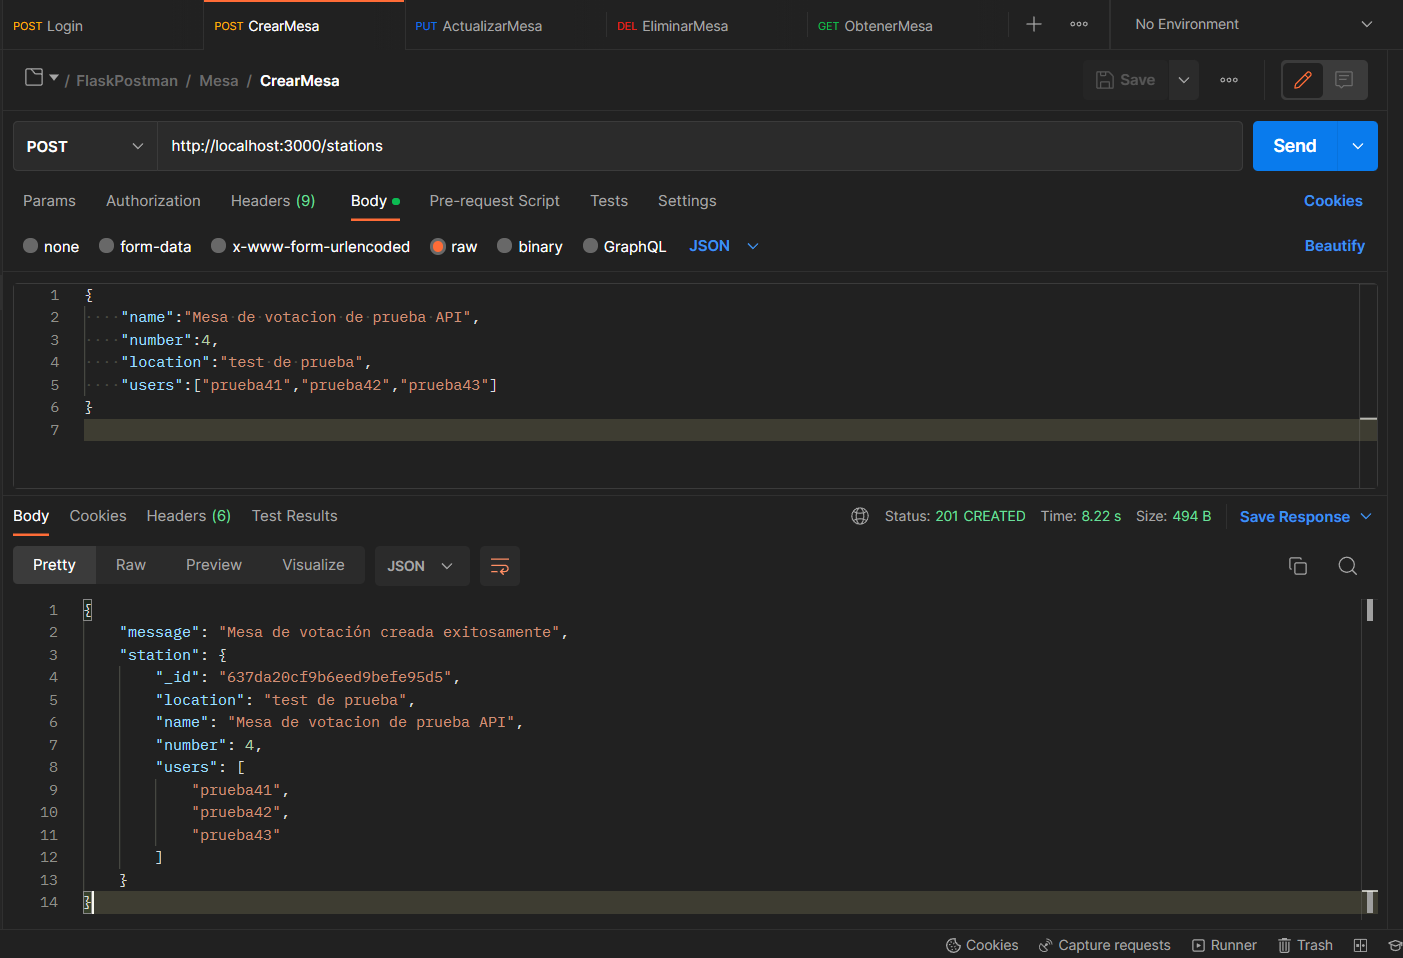 POST Login POST CrearMesa PUT ActualizarMesa DEL EliminarMesa GET ObtenerMesa No Environment
/ FlaskPostman / Mesa / CrearMesa Save
POST http://localhost:3000/stations Send
Params Authorization Headers (9) Body Pre-request Script Tests Settings Cookies
none form-data x-www-form-urlencoded raw binary GraphQL JSON Beautify
1 {
2 "name":"Mesa de votacion de prueba API",
3 "number":4,
4 "location":"test de prueba",
5 "users":["prueba41","prueba42","prueba43"]
6 }
7
Body Cookies Headers (6) Test Results Status: 201 CREATED Time: 8.22 s Size: 494 B Save Response
Pretty Raw Preview Visualize JSON
1 {
2 "message": "Mesa de votación creada exitosamente",
3 "station": {
4 "_id": "637da20cf9b6eed9befe95d5",
5 "location": "test de prueba",
6 "name": "Mesa de votacion de prueba API",
7 "number": 4,
8 "users": [
9 "prueba41",
10 "prueba42",
11 "prueba43"
12 ]
13 }
14 }
Cookies Capture requests Runner Trash